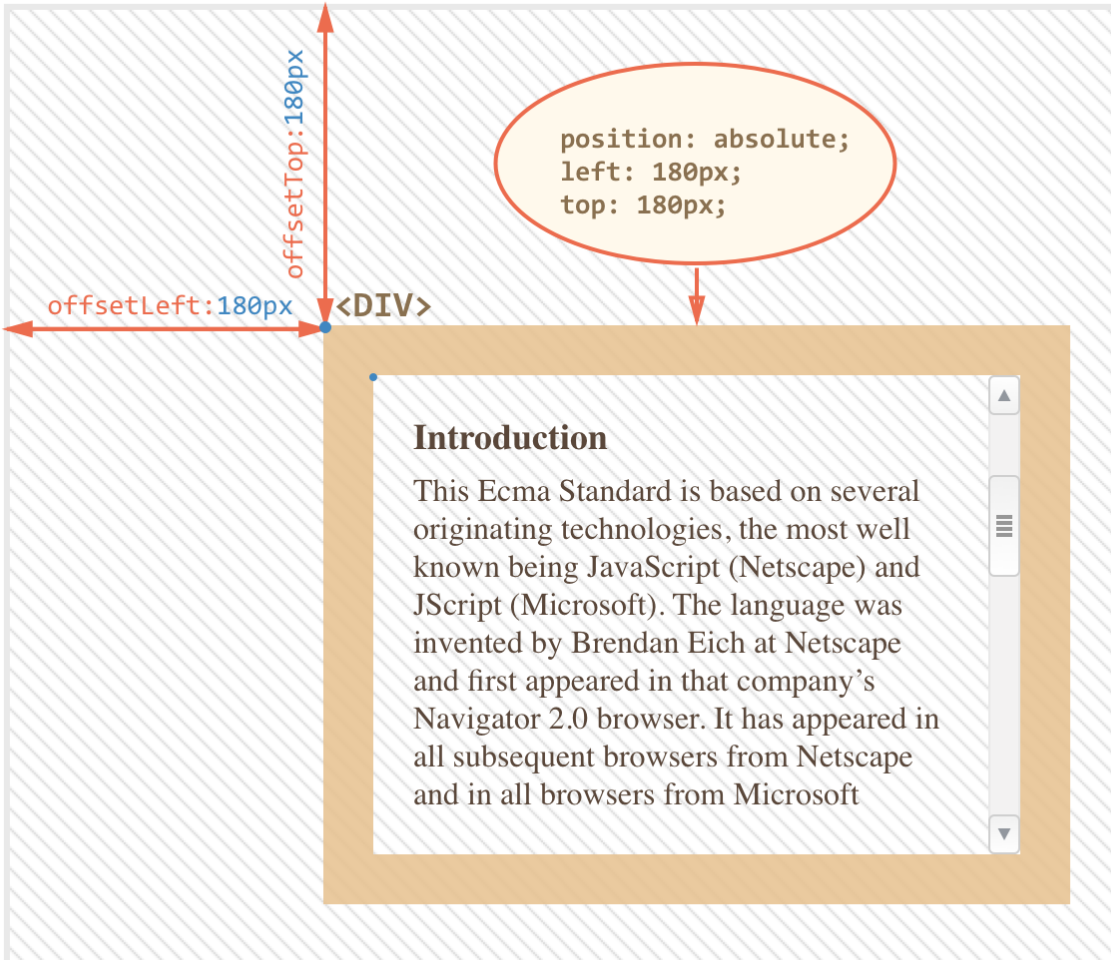 offsetTop:180px
position: absolute;
left: 180px;
top: 180px;
offsetLeft:180px
<DIV>
Introduction
This Ecma Standard is based on several
originating technologies, the most well
known being JavaScript (Netscape) and
JScript (Microsoft). The language was
invented by Brendan Eich at Netscape
and first appeared in that company’s
Navigator 2.0 browser. It has appeared in
all subsequent browsers from Netscape
and in all browsers from Microsoft